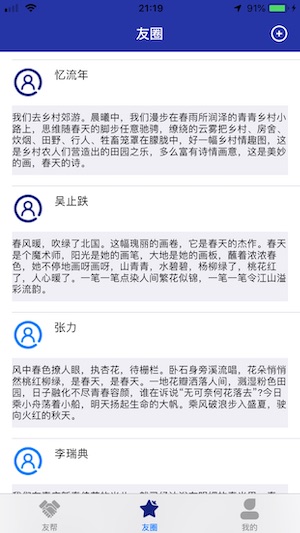 21:19
91%
友圈
忆流年
我们去乡村郊游。晨曦中，我们漫步在春雨所润泽的青青乡村小
路上，思维随春天的脚步任意驰骋，缭绕的云雾把乡村、房舍、
炊烟、田野、行人、牲畜笼罩在朦胧中，好一幅乡村情趣图，这
是乡村农人们营造出的田园之乐，多么富有诗情画意，这是美妙
的画，春天的诗。
吴止跌
春风暖，吹绿了北国。这幅瑰丽的画卷，它是春天的杰作。春天
是个魔术师，阳光是她的画笔，大地是她的画板，蘸着浓浓春
色，她不停地画呀画呀，山青青，水碧碧，杨柳绿了，桃花红
了，人心暖了。一笔一笔点染人间繁花似锦，一笔一笔令江山溢
彩流韵。
张力
风中春色撩人眼，执杏花，待栅栏。卧石身旁溪流唱，花朵悄悄
然桃红柳绿，是春天，是春天。一地花瓣洒落人间，溅湿粉色田
园，日子融化不尽青春容颜，谁在诉说“无可奈何花落去”?今日
乘小舟荡着小船，明天扬起生命的大帆。乘风破浪步入盛夏，驶
向火红的秋天。
李瑞典
友帮
友圈
我的